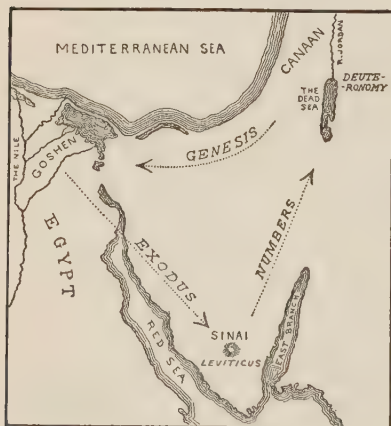 MEDITERRANEAN SEA
CANAAN
R. JORDAN
THE
DEAD
SEA
DEUTE-
RONOMY
GENESIS
THE NILE
GOSHEN
EGYPT
EXODUS
NUMBERS
SINAI
LEVITICUS
RED SEA
EAST BRANCH